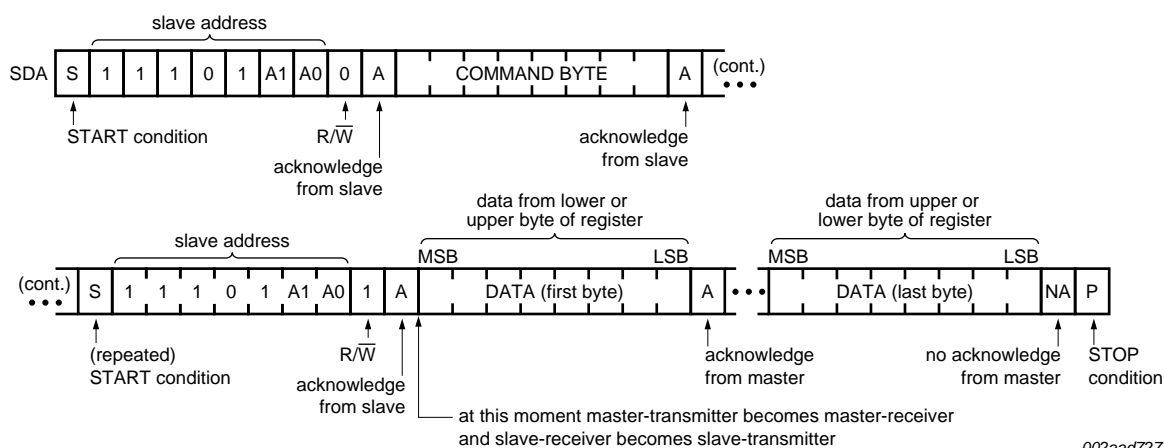 slave address
SDA S 1 1 1 0 1 A1 A0 0 A COMMAND BYTE A (cont.)
START condition R/W̅ acknowledge from slave acknowledge from slave
data from lower or upper byte of register
data from upper or lower byte of register
slave address
MSB LSB MSB LSB
(cont.) S 1 1 1 0 1 A1 A0 1 A DATA (first byte) A DATA (last byte) NA P
(repeated) START condition
R/W̅
acknowledge from slave
acknowledge from master
no acknowledge from master
STOP condition
at this moment master-transmitter becomes master-receiver
and slave-receiver becomes slave-transmitter
002aad727